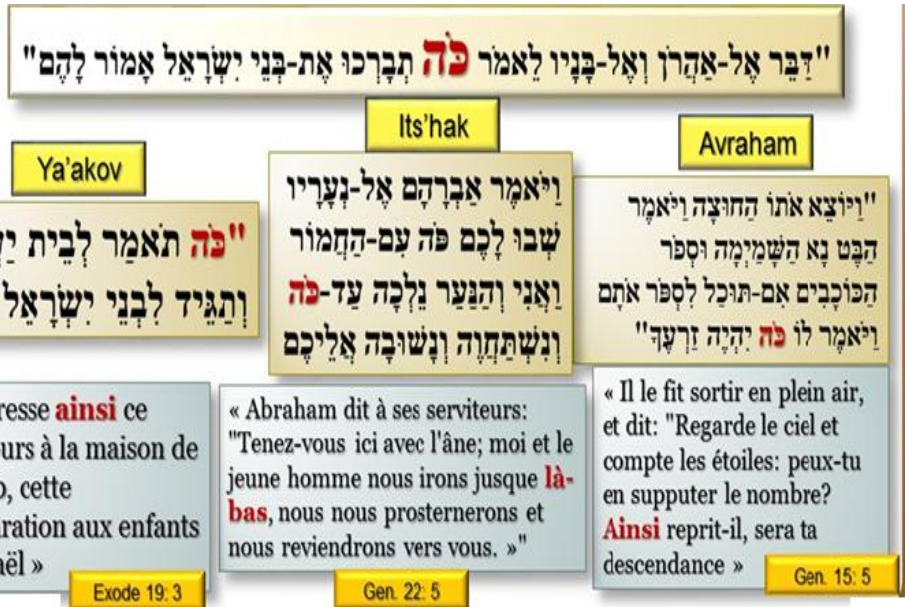 "דַּבֵּר אֶל-אַהֲרֹן וְאֶל-בָּנָיו לֵאמֹר כֹּה תְבָרְכוּ אֶת-בְּנֵי יִשְׂרָאֵל אָמוֹר לָהֶם"
Avraham
"וַיּוֹצֵא אֹתוֹ הַחוּצָה וַיֹּאמֶר
הַבֶּט נָא הַשָּׁמַיְמָה וּסְפֹר
הַכּוֹכָבִים אִם-תּוּכַל לִסְפֹּר אֹתָם
וַיֹּאמֶר לוֹ כֹּה יִהְיֶה זַרְעֶךָ"
« Il le fit sortir en plein air,
et dit: "Regarde le ciel et
compte les étoiles: peux-tu
en supputer le nombre?
Ainsi reprit-il, sera ta
descendance »
Gen. 15: 5
Its'hak
וַיֹּאמֶר אַבְרָהָם אֶל-נְעָרָיו
שְׁבוּ לָכֶם פֹּה עִם-הַחֲמוֹר
וַאֲנִי וְהַנַּעַר נֵלְכָה עַד-כֹּה
וְנִשְׁתַּחֲוֶה וְנָשׁוּבָה אֲלֵיכֶם
« Abraham dit à ses serviteurs:
"Tenez-vous ici avec l'âne; moi et le
jeune homme nous irons jusque là-
bas, nous nous prosternerons et
nous reviendrons vers vous. »"
Gen. 22: 5
Ya'akov
"כֹּה תֹאמַר לְבֵית
וְתַגֵּיד לִבְנֵי יִשְׂרָאֵל
ainsi ce
à la maison de
cette
aux enfants
»
Exode 19: 3